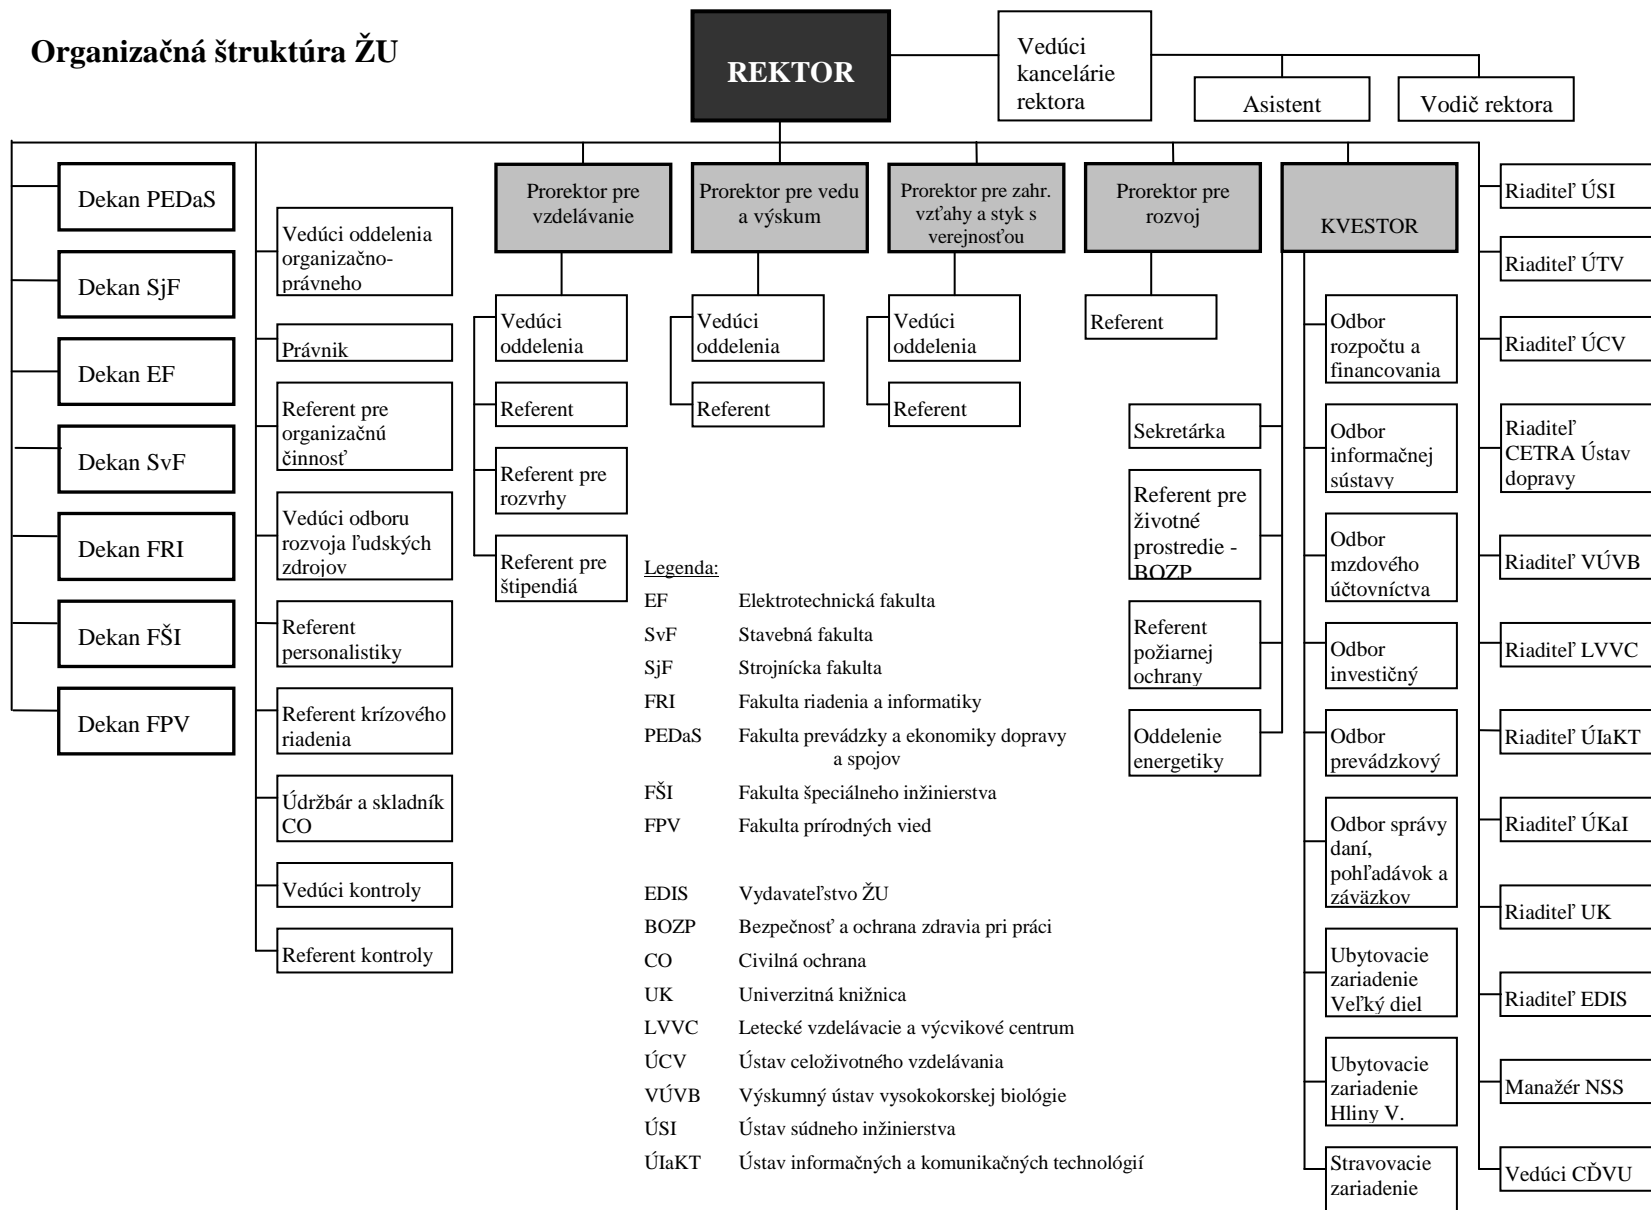 Organizačná štruktúra ŽU
REKTOR
Vedúci
kancelárie
rektora
Asistent
Vodič rektora
Dekan PEDaS
Dekan SjF
Dekan EF
Dekan SvF
Dekan FRI
Dekan FŠI
Dekan FPV
Vedúci oddelenia
organizačno-
právneho
Právnik
Referent pre
organizačnú
činnosť
Vedúci odboru
rozvoja ľudských
zdrojov
Referent
personalistiky
Referent krízového
riadenia
Údržbár a skladník
CO
Vedúci kontroly
Referent kontroly
Prorektor pre
vzdelávanie
Vedúci
oddelenia
Referent
Referent pre
rozvrhy
Referent pre
štipendiá
Prorektor pre vedu
a výskum
Vedúci
oddelenia
Referent
Prorektor pre zahr.
vzťahy a styk s
verejnosťou
Vedúci
oddelenia
Referent
Prorektor pre
rozvoj
Referent
KVESTOR
Sekretárka
Referent pre
životné
prostredie -
BOZP
Referent
požiarnej
ochrany
Oddelenie
energetiky
Odbor
rozpočtu a
financovania
Odbor
informačnej
sústavy
Odbor
mzdového
účtovníctva
Odbor
investičný
Odbor
prevádzkový
Odbor správy
daní,
pohľadávok a
záväzkov
Ubytovacie
zariadenie
Veľký diel
Ubytovacie
zariadenie
Hliny V.
Stravovacie
zariadenie
Riaditeľ ÚSI
Riaditeľ ÚTV
Riaditeľ ÚCV
Riaditeľ
CETRA Ústav
dopravy
Riaditeľ VÚVB
Riaditeľ LVVC
Riaditeľ ÚIaKT
Riaditeľ ÚKaI
Riaditeľ UK
Riaditeľ EDIS
Manažér NSS
Vedúci CĎVU
Legenda:
EF Elektrotechnická fakulta
SvF Stavebná fakulta
SjF Strojnícka fakulta
FRI Fakulta riadenia a informatiky
PEDaS Fakulta prevádzky a ekonomiky dopravy
a spojov
FŠI Fakulta špeciálneho inžinierstva
FPV Fakulta prírodných vied
EDIS Vydavateľstvo ŽU
BOZP Bezpečnosť a ochrana zdravia pri práci
CO Civilná ochrana
UK Univerzitná knižnica
LVVC Letecké vzdelávacie a výcvikové centrum
ÚCV Ústav celoživotného vzdelávania
VÚVB Výskumný ústav vysokokorskej biológie
ÚSI Ústav súdneho inžinierstva
ÚIaKT Ústav informačných a komunikačných technológií